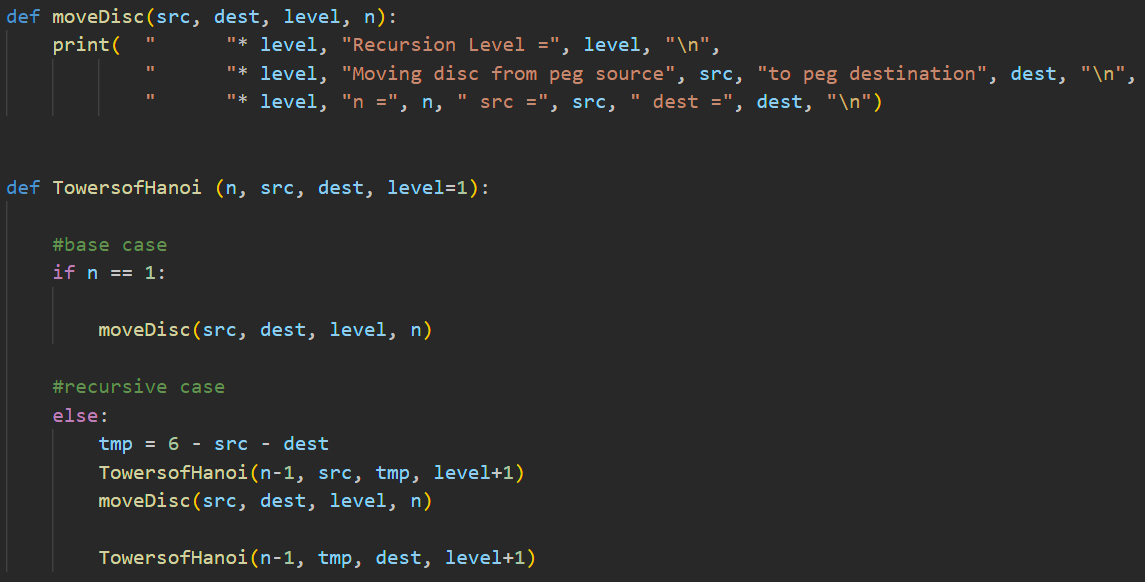 def moveDisc(src, dest, level, n):
    print(  "      "* level, "Recursion Level =", level, "\n",
            "      "* level, "Moving disc from peg source", src, "to peg destination", dest, "\n",
            "      "* level, "n =", n, " src =", src, " dest =", dest, "\n")
def TowersofHanoi (n, src, dest, level=1):
    #base case
    if n == 1:
        moveDisc(src, dest, level, n)
    #recursive case
    else:
        tmp = 6 - src - dest
        TowersofHanoi(n-1, src, tmp, level+1)
        moveDisc(src, dest, level, n)
        TowersofHanoi(n-1, tmp, dest, level+1)